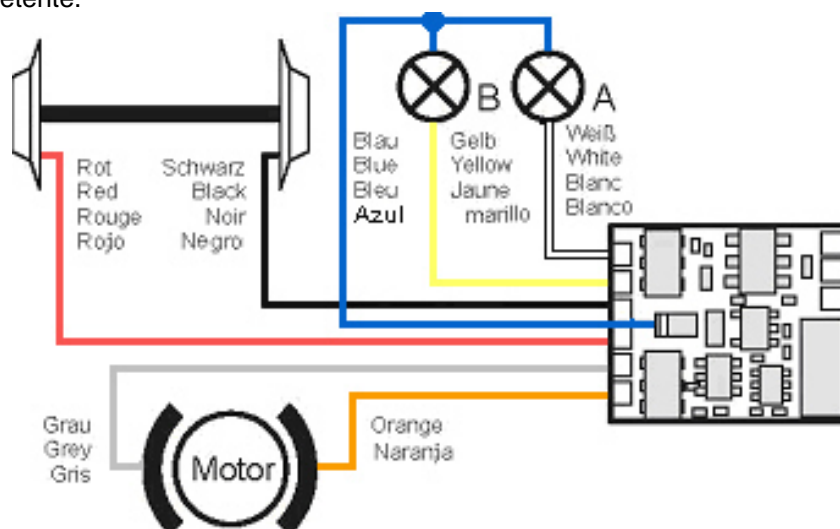 etente.
B
A
Blau
Blue
Bleu
Azul
Gelb
Yellow
Jaune
marillo
Weiß
White
Blanc
Blanco
Rot
Red
Rouge
Rojo
Schwarz
Black
Noir
Negro
Grau
Grey
Gris
Motor
Orange
Naranja